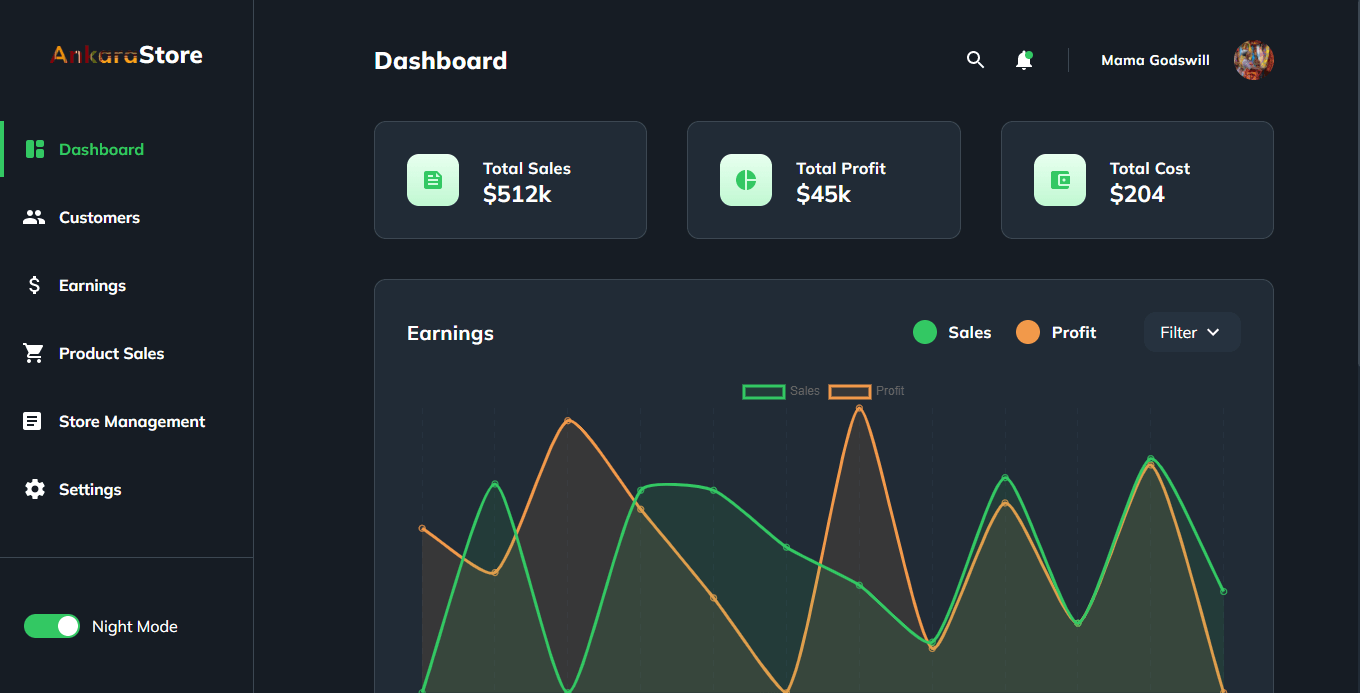 AnkaraStore
Dashboard
Customers
Earnings
Product Sales
Store Management
Settings
Night Mode
Dashboard
Mama Godswill
Total Sales
$512k
Total Profit
$45k
Total Cost
$204
Earnings
Sales
Profit
Filter
Sales
Profit